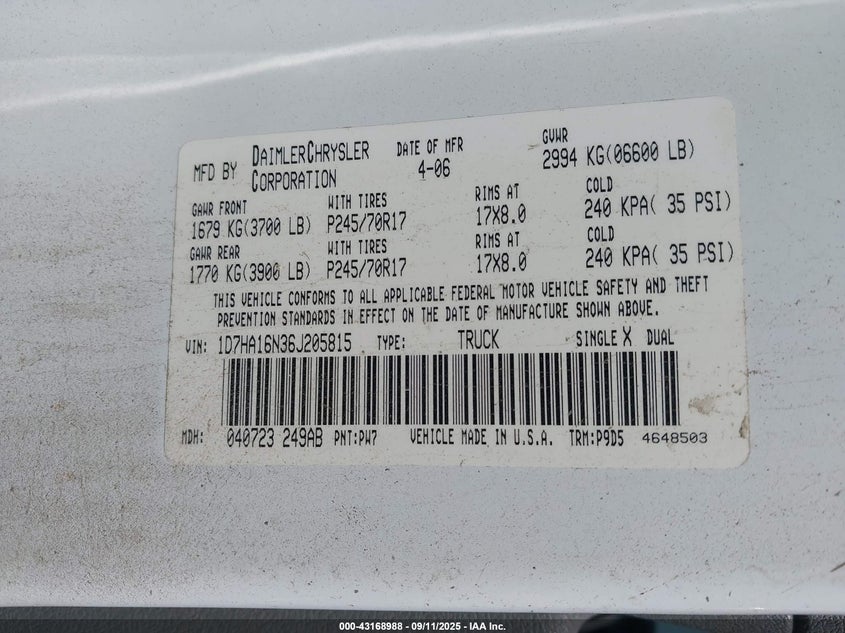 MFD BY DAIMLERCHRYSLER CORPORATION DATE OF MFR 4-06 GVWR 2994 KG(06600 LB)
GAWR FRONT WITH TIRES RIMS AT COLD
1679 KG(3700 LB) P245/70R17 17X8.0 240 KPA( 35 PSI)
GAWR REAR WITH TIRES RIMS AT COLD
1770 KG(3900 LB) P245/70R17 17X8.0 240 KPA( 35 PSI)
THIS VEHICLE CONFORMS TO ALL APPLICABLE FEDERAL MOTOR VEHICLE SAFETY AND THEFT
PREVENTION STANDARDS IN EFFECT ON THE DATE OF MANUFACTURE SHOWN ABOVE.
VIN: 1D7HA16N36J205815 TYPE: TRUCK SINGLE X DUAL
MDH: 040723 249AB PNT:PW7 VEHICLE MADE IN U.S.A. TRM:P9D5 4648503
000-43168988 - 09/11/2025 - IAA Inc.